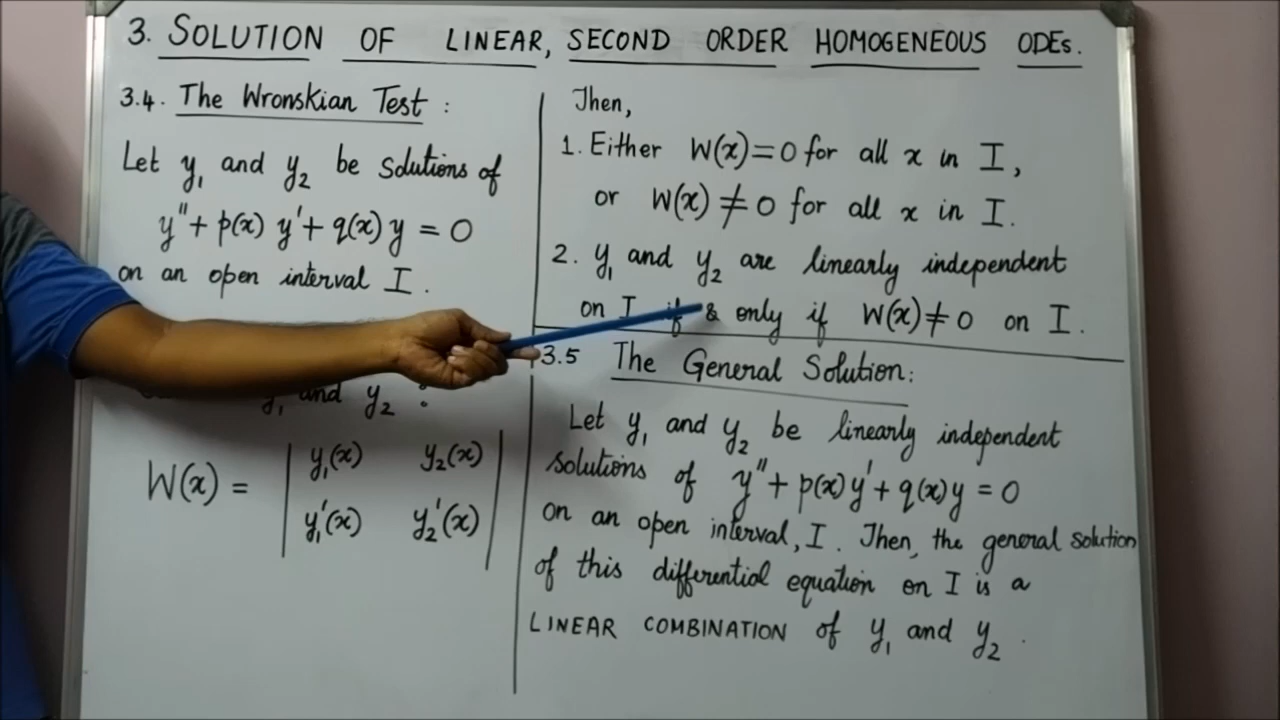 3. SOLUTION OF LINEAR, SECOND ORDER HOMOGENEOUS ODEs.
3.4. The Wronskian Test :
Let y₁ and y₂ be solutions of
y'' + p(x) y' + q(x) y = 0
on an open interval I.
y₁ and y₂ :
W(x) = | y₁(x) y₂(x) |
| y₁'(x) y₂'(x) |
Then,
1. Either W(x) = 0 for all x in I,
or W(x) ≠ 0 for all x in I.
2. y₁ and y₂ are linearly independent
on I if & only if W(x) ≠ 0 on I.
3.5 The General Solution:
Let y₁ and y₂ be linearly independent
solutions of y'' + p(x) y' + q(x) y = 0
on an open interval, I. Then, the general solution
of this differential equation on I is a
LINEAR COMBINATION of y₁ and y₂.